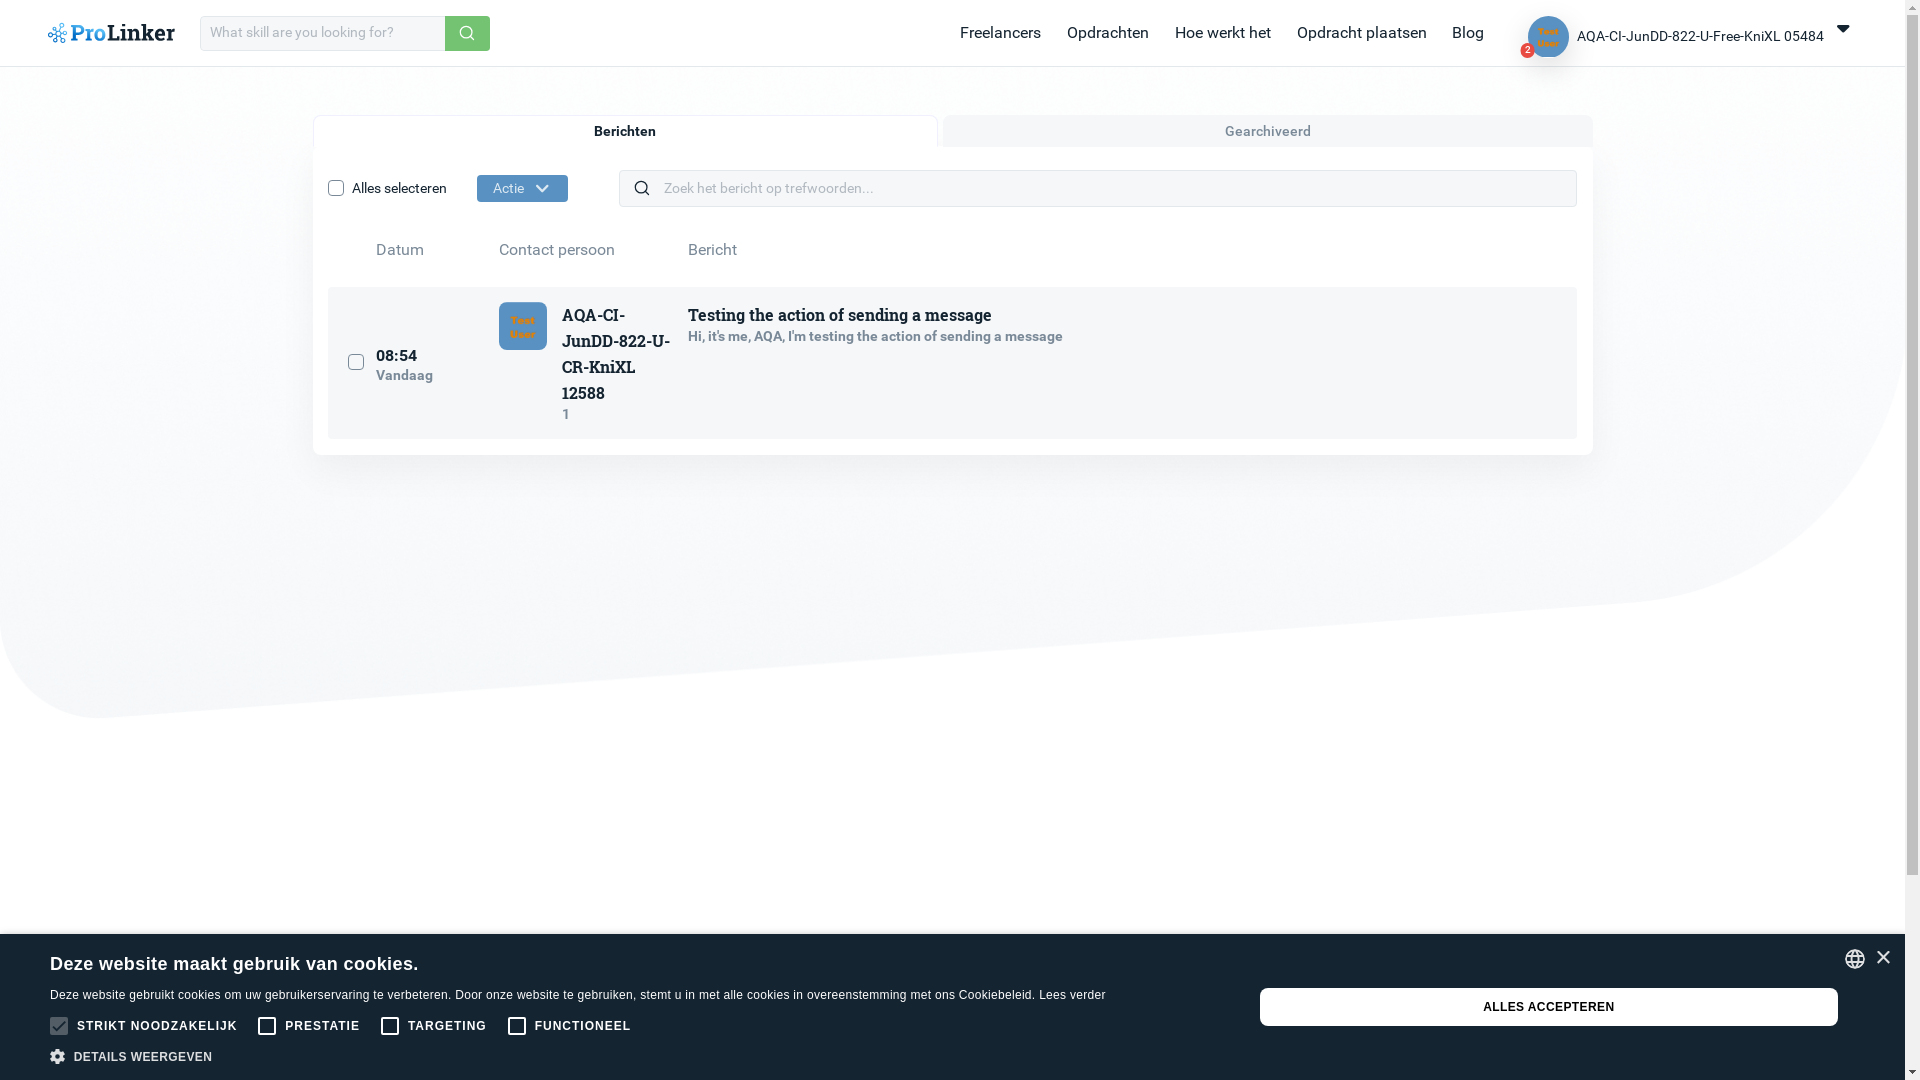 ProLinker
What skill are you looking for?
Freelancers
Opdrachten
Hoe werkt het
Opdracht plaatsen
Blog
Test
User
2
AQA-CI-JunDD-822-U-Free-KniXL 05484
Berichten
Gearchiveerd
Alles selecteren
Actie
Zoek het bericht op trefwoorden...
Datum
Contact persoon
Bericht
08:54
Vandaag
Test
User
AQA-CI-
JunDD-822-U-
CR-KniXL
12588
1
Testing the action of sending a message
Hi, it's me, AQA, I'm testing the action of sending a message
Deze website maakt gebruik van cookies.
Deze website gebruikt cookies om uw gebruikerservaring te verbeteren. Door onze website te gebruiken, stemt u in met alle cookies in overeenstemming met ons Cookiebeleid. Lees verder
STRIKT NOODZAKELIJK
PRESTATIE
TARGETING
FUNCTIONEEL
DETAILS WEERGEVEN
ALLES ACCEPTEREN